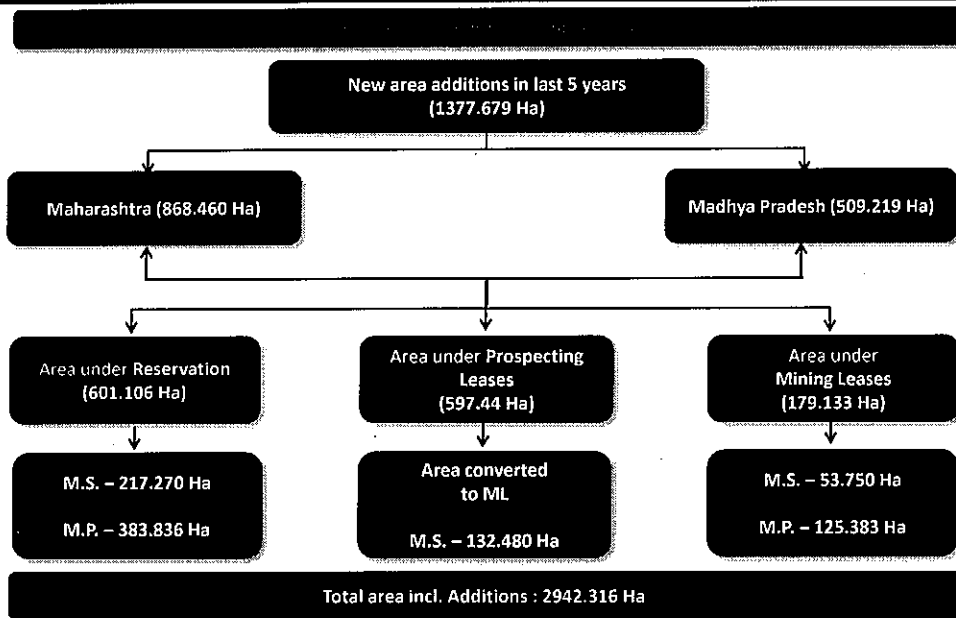 New area additions in last 5 years
(1377.679 Ha)
Maharashtra (868.460 Ha)
Madhya Pradesh (509.219 Ha)
Area under Reservation
(601.106 Ha)
Area under Prospecting
Leases
(597.44 Ha)
Area under
Mining Leases
(179.133 Ha)
M.S. – 217.270 Ha
M.P. – 383.836 Ha
Area converted
to ML
M.S. – 132.480 Ha
M.S. – 53.750 Ha
M.P. – 125.383 Ha
Total area incl. Additions : 2942.316 Ha